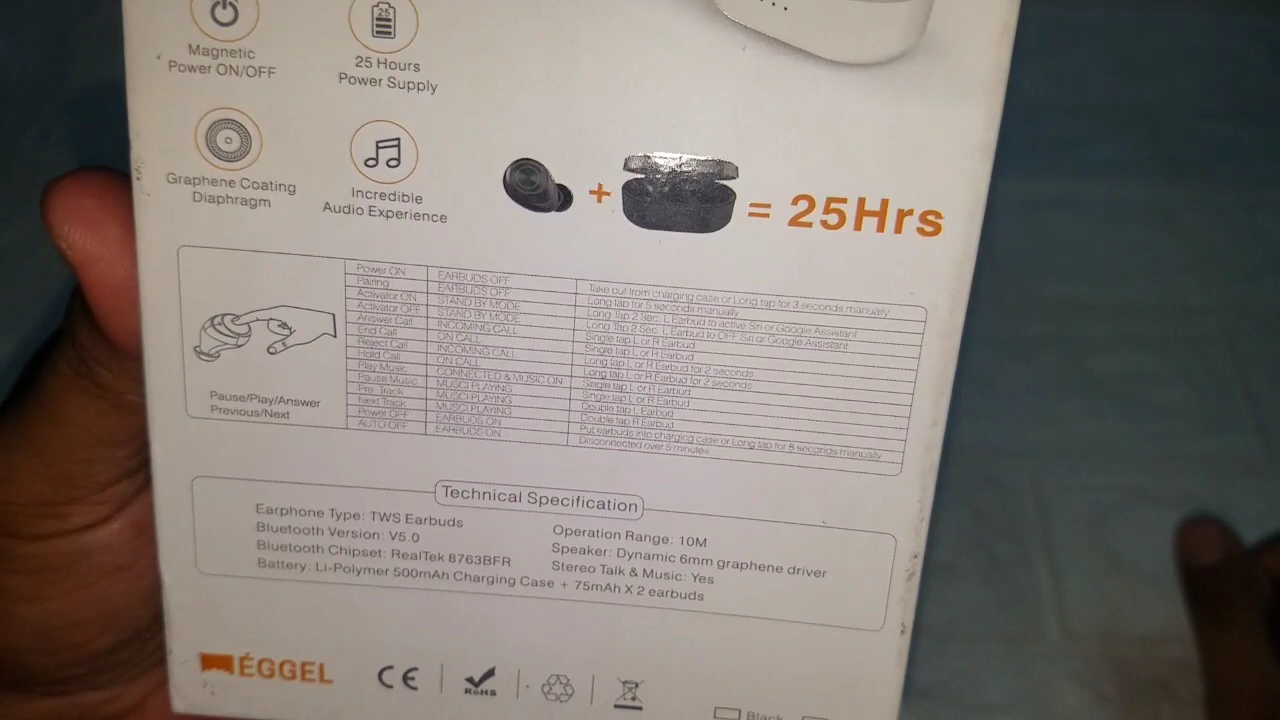 Magnetic
Power ON/OFF
25
25 Hours
Power Supply
Graphene Coating
Diaphragm
Incredible
Audio Experience
+ = 25Hrs
Power ON EARBUDS OFF Take out from charging case or Long tap for 3 seconds manually
Pairing EARBUDS OFF Long tap for 5 seconds manually
Activator ON STAND BY MODE Long Tap 2 Sec. L Earbud to active Siri or Google Assistant
Activator OFF STAND BY MODE Long Tap 2 Sec. L Earbud to OFF Siri or Google Assistant
Answer Call INCOMING CALL Single tap L or R Earbud
End Call ON CALL Single tap L or R Earbud
Reject Call INCOMING CALL Long tap L or R Earbud for 2 seconds
Hold Call ON CALL Long tap L or R Earbud for 2 seconds
Play Music CONNECTED & MUSIC ON Single tap L or R Earbud
Pause Music MUSCI PLAYING Single tap L or R Earbud
Pre. Track MUSCI PLAYING Double tap L Earbud
Next Track MUSCI PLAYING Double tap R Earbud
Power OFF EARBUDS ON Put earbuds into charging case or Long tap for 8 seconds manually
AUTO OFF EARBUDS ON Disconnected over 5 minutes
Pause/Play/Answer
Previous/Next
Technical Specification
Earphone Type: TWS Earbuds
Bluetooth Version: V5.0
Bluetooth Chipset: RealTek 8763BFR
Battery: Li-Polymer 500mAh Charging Case + 75mAh X 2 earbuds
Operation Range: 10M
Speaker: Dynamic 6mm graphene driver
Stereo Talk & Music: Yes
ÉGGEL
CE
RoHS
Black